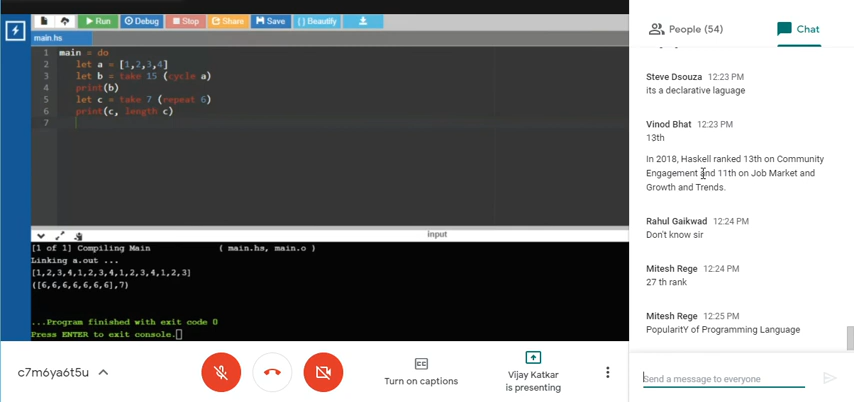 Run Debug Stop Share Save {} Beautify
main.hs
1 main = do
2 let a = [1,2,3,4]
3 let b = take 15 (cycle a)
4 print(b)
5 let c = take 7 (repeat 6)
6 print(c, length c)
7
input
[1 of 1] Compiling Main ( main.hs, main.o )
Linking a.out ...
[1,2,3,4,1,2,3,4,1,2,3,4,1,2,3]
([6,6,6,6,6,6,6],7)
...Program finished with exit code 0
Press ENTER to exit console.
c7m6ya6t5u
Turn on captions
Vijay Katkar
is presenting
People (54)
Chat
Steve Dsouza 12:23 PM
its a declarative laguage
Vinod Bhat 12:23 PM
13th
In 2018, Haskell ranked 13th on Community
Engagement and 11th on Job Market and
Growth and Trends.
Rahul Gaikwad 12:24 PM
Don't know sir
Mitesh Rege 12:24 PM
27 th rank
Mitesh Rege 12:25 PM
PopularitY of Programming Language
Send a message to everyone